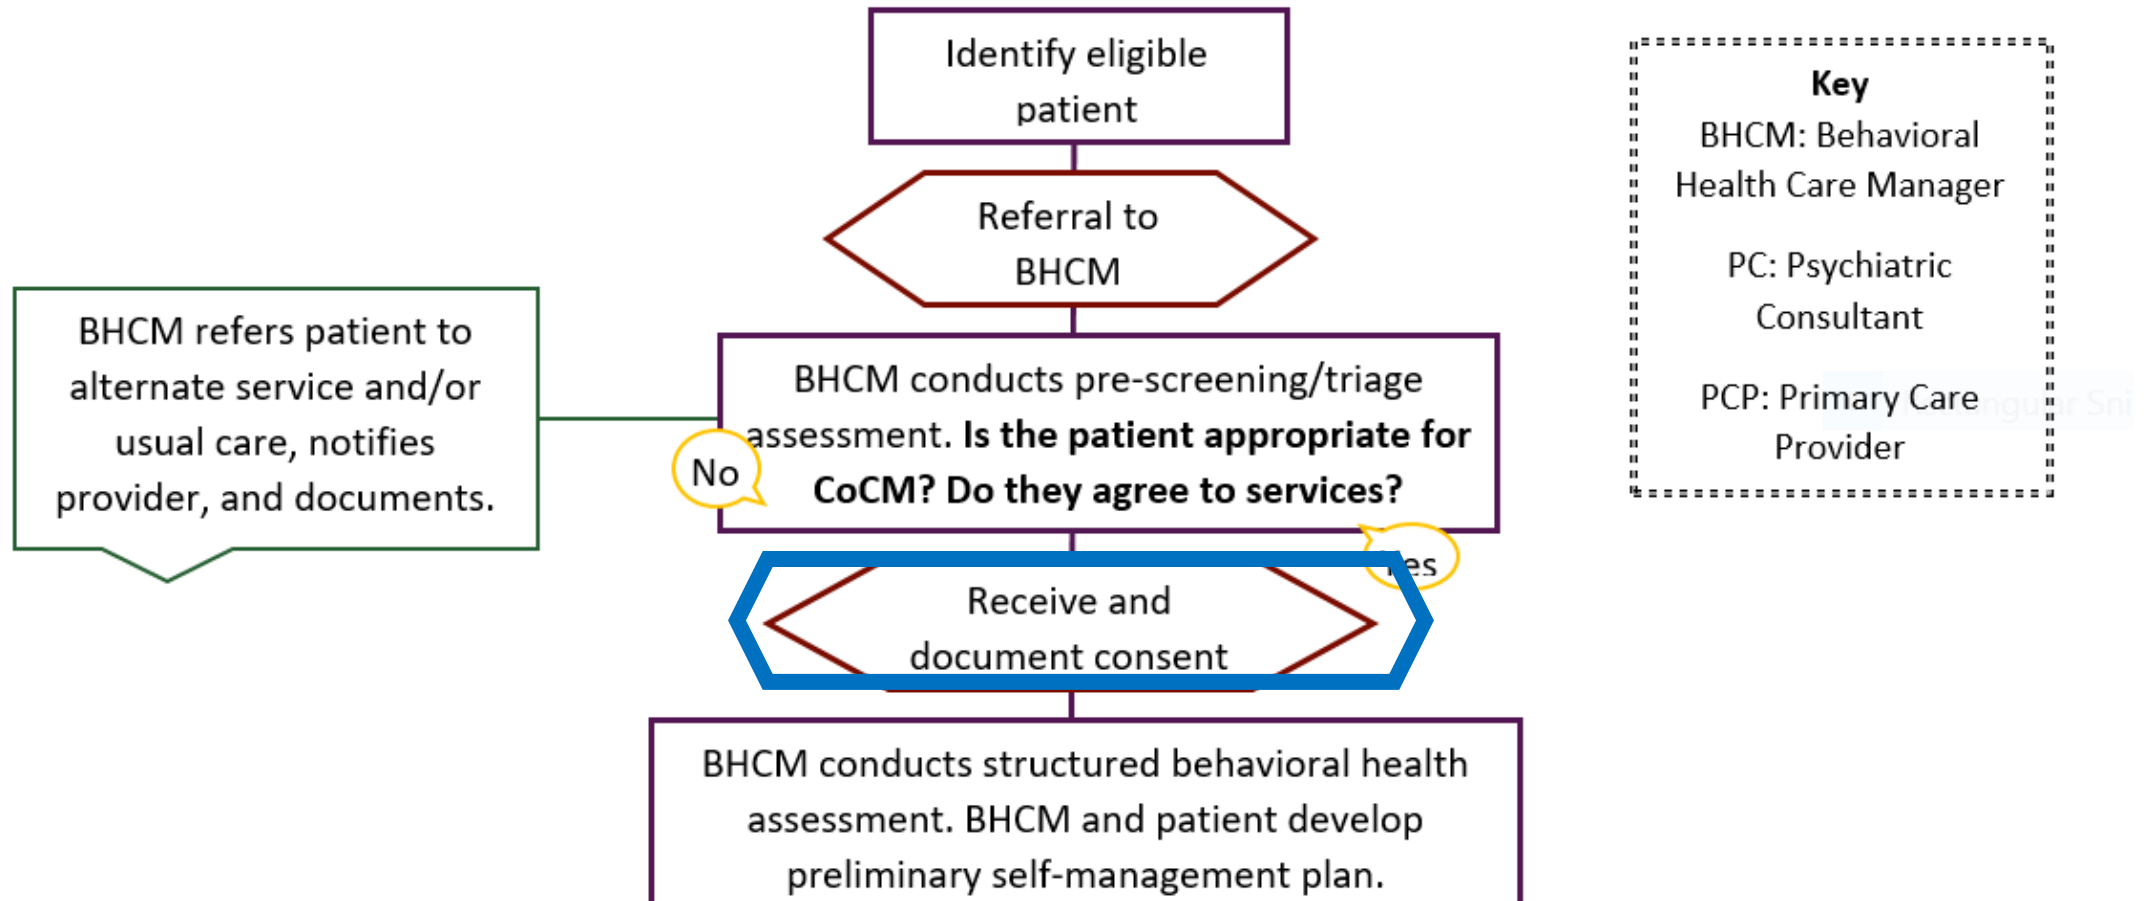 Identify eligible
patient
Referral to
BHCM
BHCM refers patient to
alternate service and/or
usual care, notifies
provider, and documents.
BHCM conducts pre-screening/triage
assessment. Is the patient appropriate for
CoCM? Do they agree to services?
No
Yes
Receive and
document consent
BHCM conducts structured behavioral health
assessment. BHCM and patient develop
preliminary self-management plan.
Key
BHCM: Behavioral
Health Care Manager
PC: Psychiatric
Consultant
PCP: Primary Care
Provider